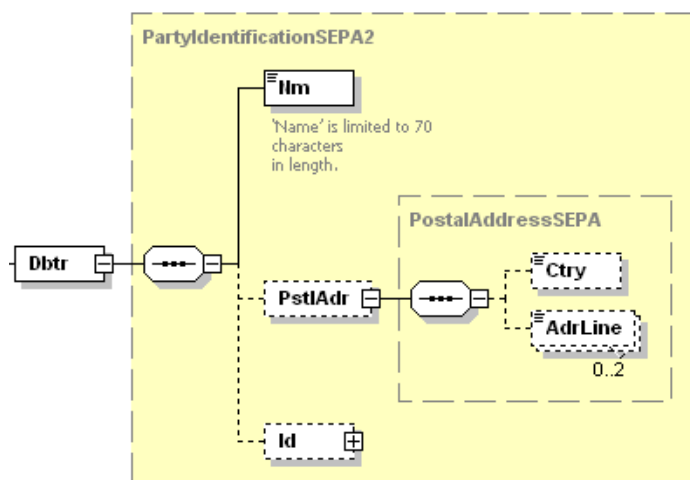 PartyIdentificationSEPA2
Nm
'Name' is limited to 70
characters
in length.
PostalAddressSEPA
Dbtr
Ctry
PstlAdr
AdrLine
0..2
Id